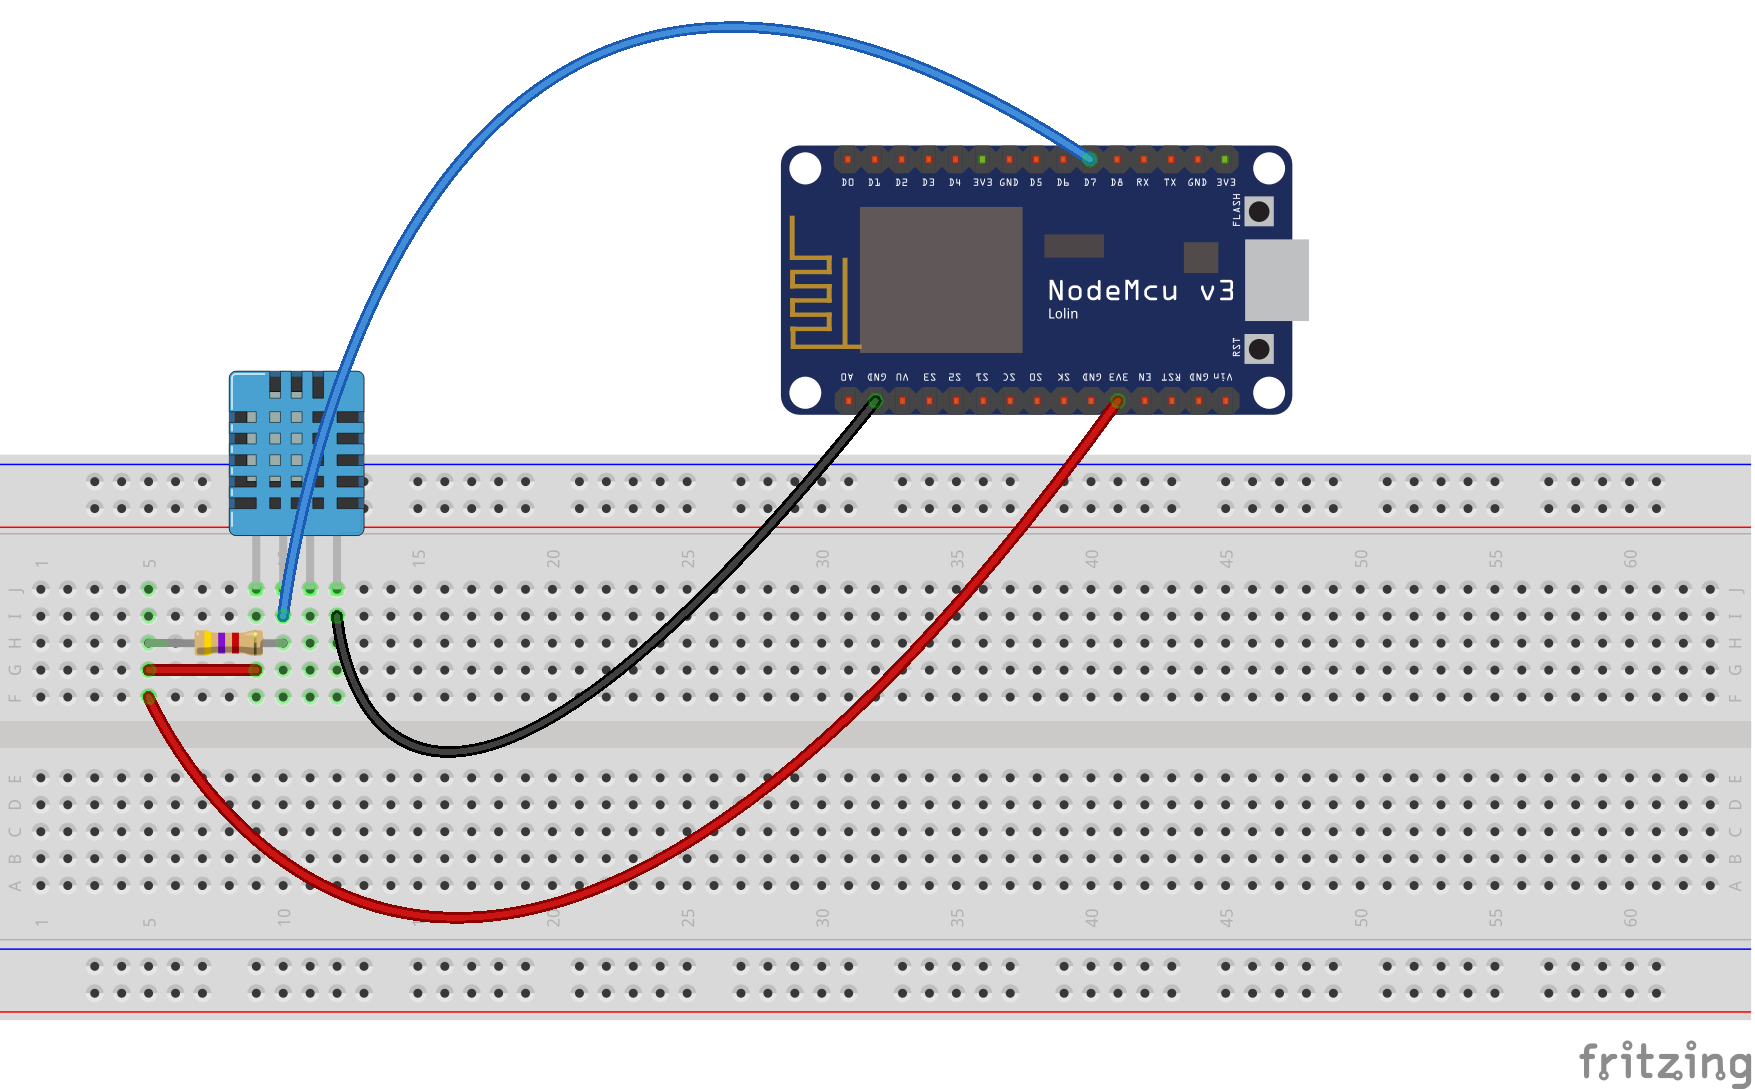 D0 D1 D2 D3 D4 3V3 GND D5 D6 D7 D8 RX TX GND 3V3
FLASH
NodeMcu v3
Lolin
RST
A0 GND VU S3 S2 S1 SC S0 SK GND 3V3 EN RST GND Vin
1 5 15 20 25 30 35 40 45 50 55 60
J J
I I
H H
G G
F F
E E
D D
C C
B B
A A
1 5 10 20 25 30 35 40 45 50 55 60
fritzing